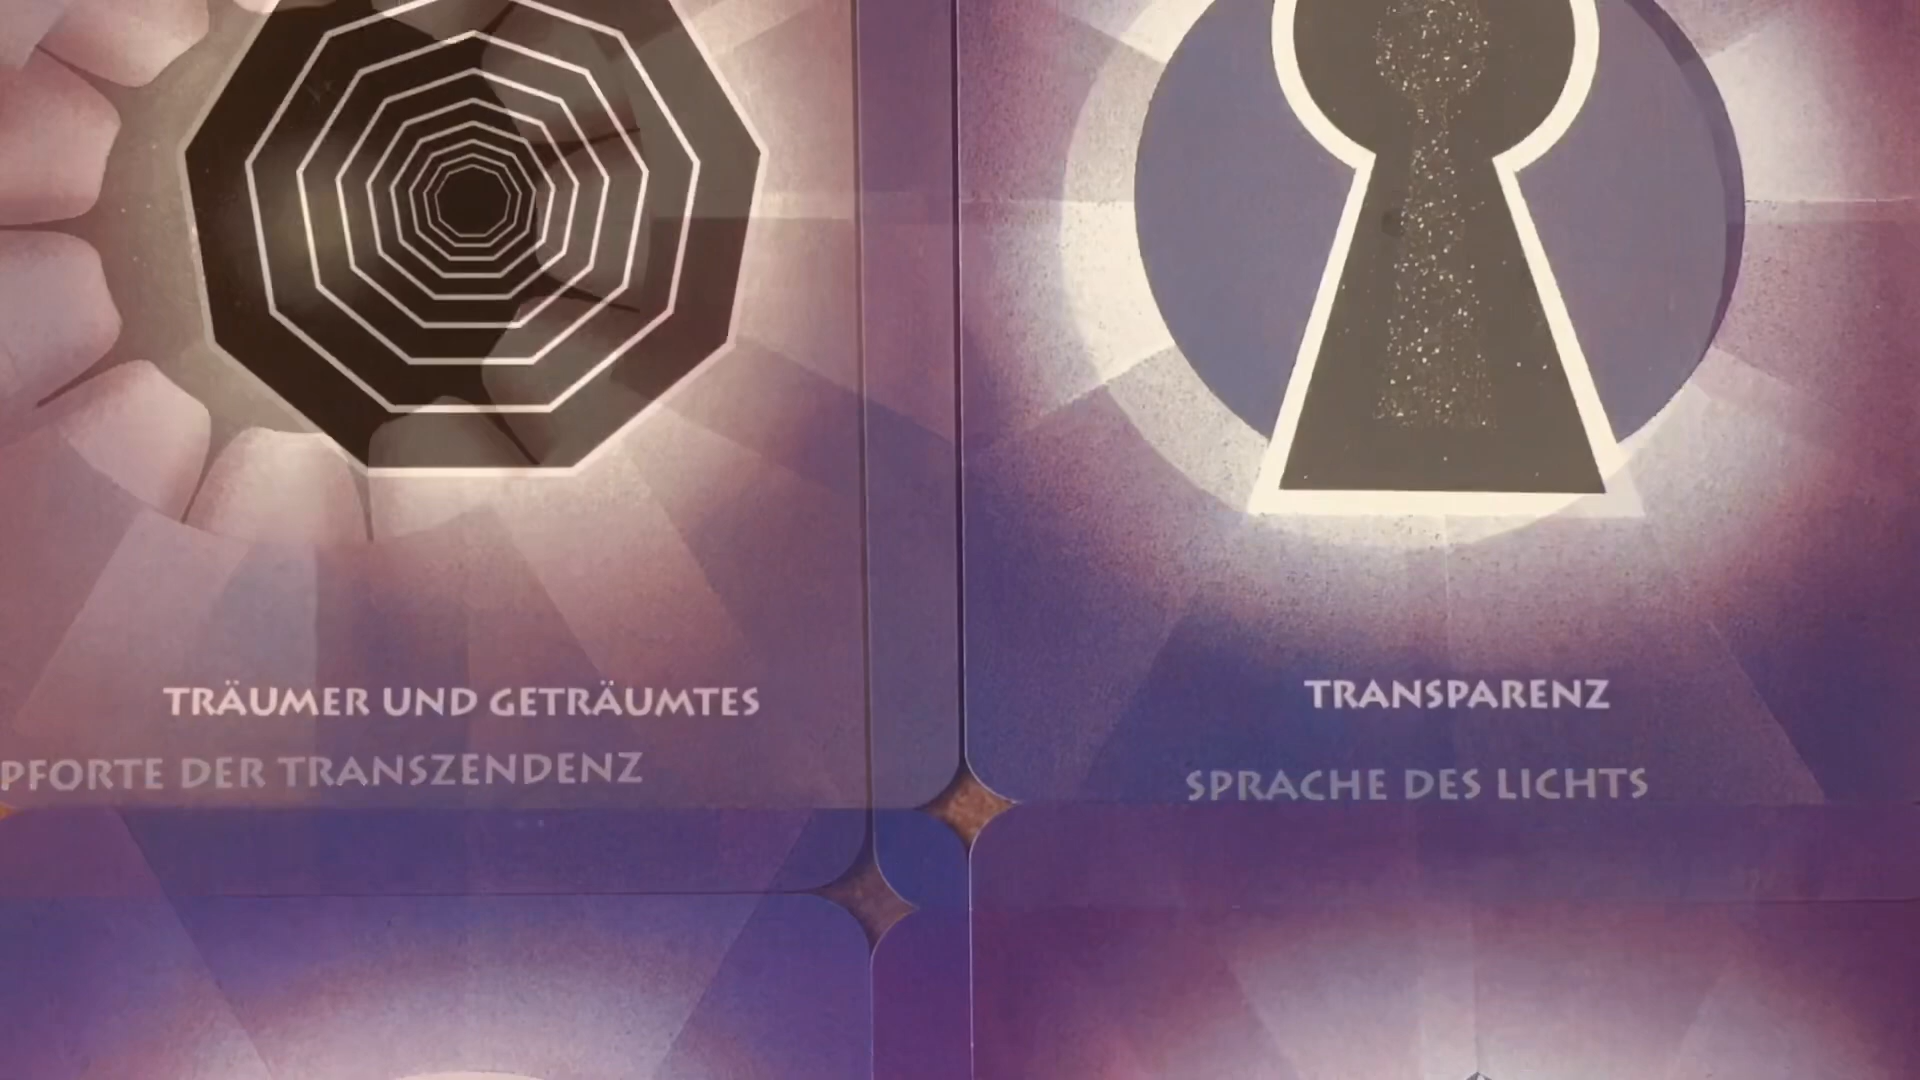 TRÄUMER UND GETRÄUMTES
PFORTE DER TRANSZENDENZ
TRANSPARENZ
SPRACHE DES LICHTS